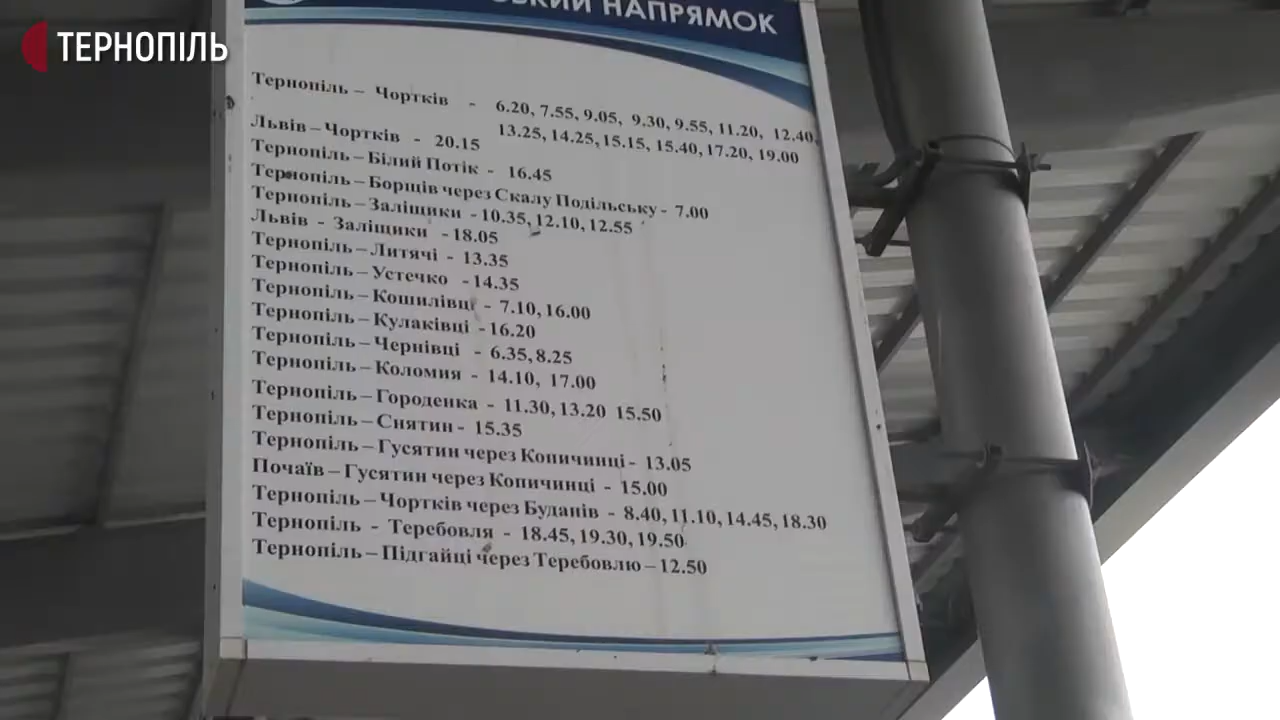 ТЕРНОПІЛЬ
НАПРЯМОК
Тернопіль – Чортків - 6.20, 7.55, 9.05, 9.30, 9.55, 11.20, 12.40,
13.25, 14.25, 15.15, 15.40, 17.20, 19.00
Львів – Чортків - 20.15
Тернопіль – Білий Потік - 16.45
Тернопіль – Борщів через Скалу Подільську - 7.00
Тернопіль – Заліщики - 10.35, 12.10, 12.55
Львів - Заліщики - 18.05
Тернопіль – Литячі - 13.35
Тернопіль – Устечко - 14.35
Тернопіль – Кошилівці - 7.10, 16.00
Тернопіль – Кулаківці - 16.20
Тернопіль – Чернівці - 6.35, 8.25
Тернопіль – Коломия - 14.10, 17.00
Тернопіль – Городенка - 11.30, 13.20 15.50
Тернопіль – Снятин - 15.35
Тернопіль – Гусятин через Копичинці - 13.05
Почаїв – Гусятин через Копичинці - 15.00
Тернопіль – Чортків через Буданів - 8.40, 11.10, 14.45, 18.30
Тернопіль - Теребовля - 18.45, 19.30, 19.50
Тернопіль – Підгайці через Теребовлю – 12.50